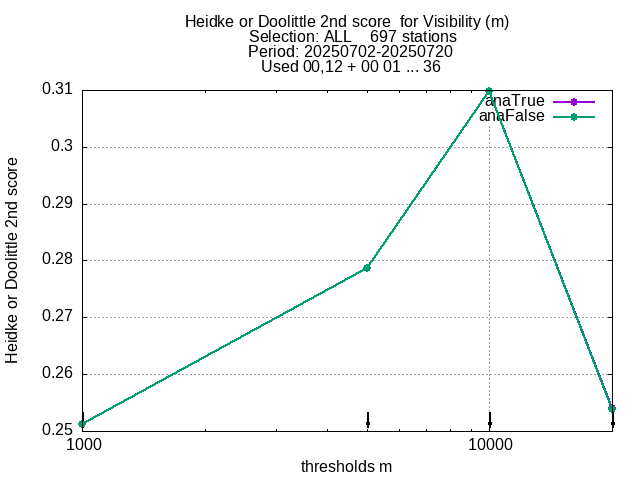 Heidke or Doolittle 2nd score  for Visibility (m)
Selection: ALL    697 stations
Period: 20250702-20250720
Used 00,12 + 00 01 ... 36
anaTrue
anaFalse
0.31
0.3
0.29
0.28
0.27
0.26
0.25
Heidke or Doolittle 2nd score
1000
10000
thresholds m